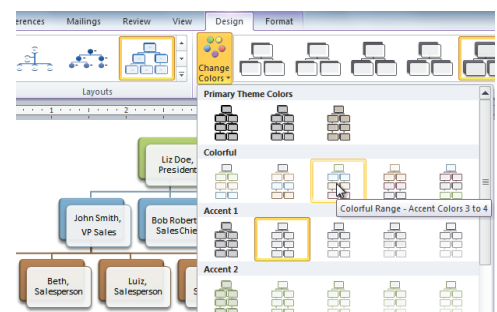 erences Mailings Review View Design Format
Change
Colors
Layouts
Primary Theme Colors
1 2
Colorful
Liz Doe,
President
Colorful Range - Accent Colors 3 to 4
Accent 1
John Smith,
VP Sales
Bob Robert
Sales Chie
Accent 2
Beth,
Salesperson
Luiz,
Salesperson
S